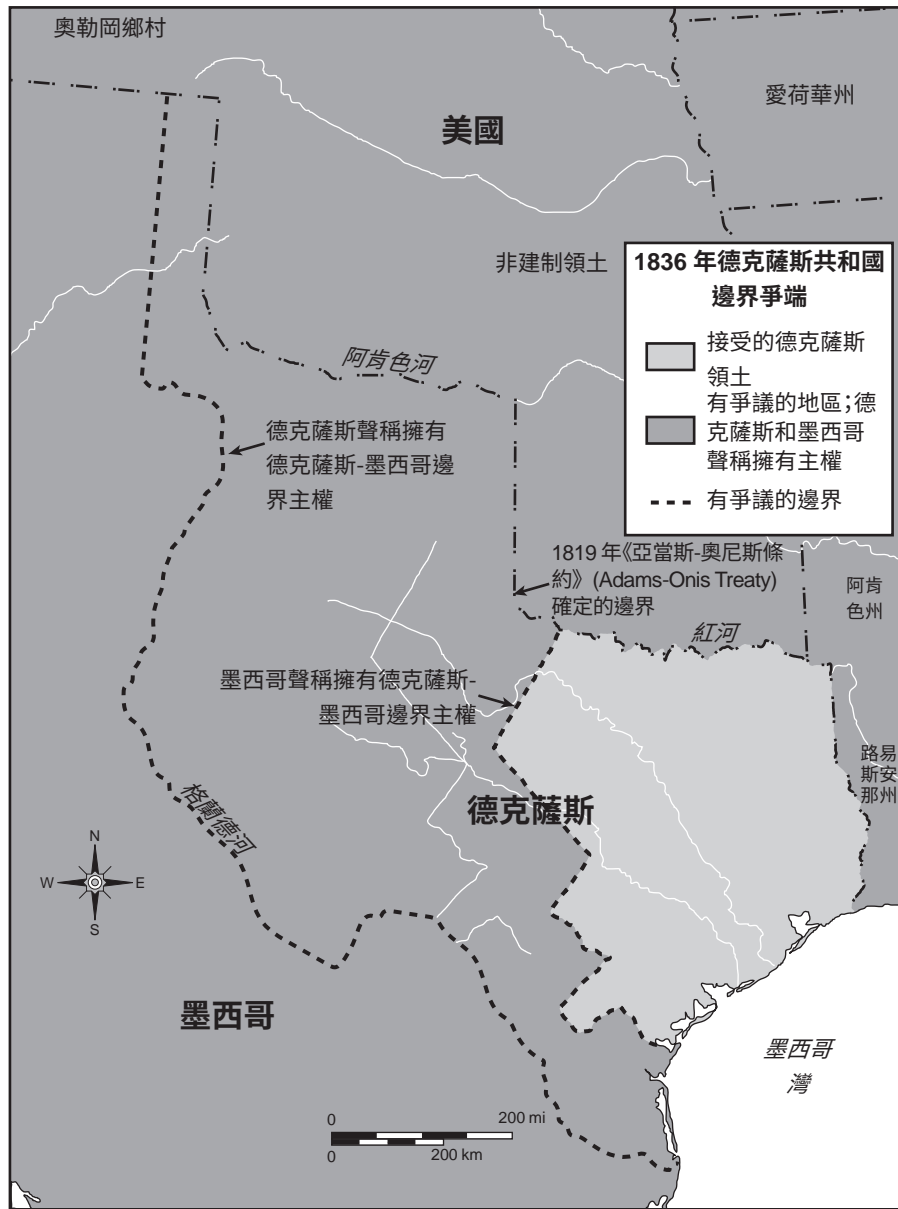 奧勒岡鄉村
愛荷華州
美國
非建制領土
1836 年德克薩斯共和國
邊界爭端
接受的德克薩斯
領土
有爭議的地區；德
克薩斯和墨西哥
聲稱擁有主權
有爭議的邊界
阿肯色河
德克薩斯聲稱擁有
德克薩斯-墨西哥邊
界主權
1819 年《亞當斯-奧尼斯條
約》(Adams-Onis Treaty)
確定的邊界
阿肯
色州
紅河
墨西哥聲稱擁有德克薩斯-
墨西哥邊界主權
路易
斯安
那州
德克薩斯
格蘭德河
N
W E
S
墨西哥
墨西哥
灣
0 200 mi
0 200 km